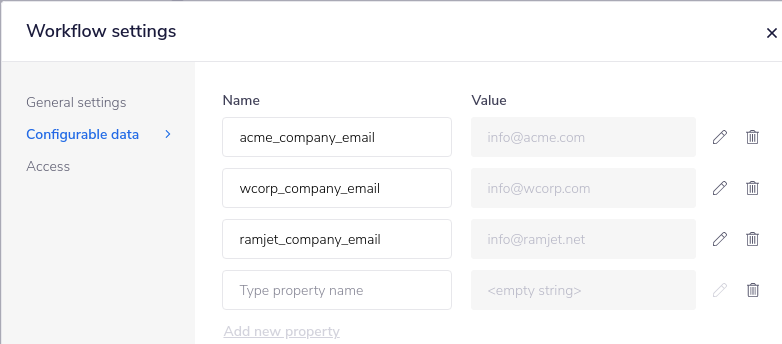 Workflow settings
General settings
Configurable data
Access
Name Value
acme_company_email info@acme.com
wcorp_company_email info@wcorp.com
ramjet_company_email info@ramjet.net
Type property name <empty string>
Add new property